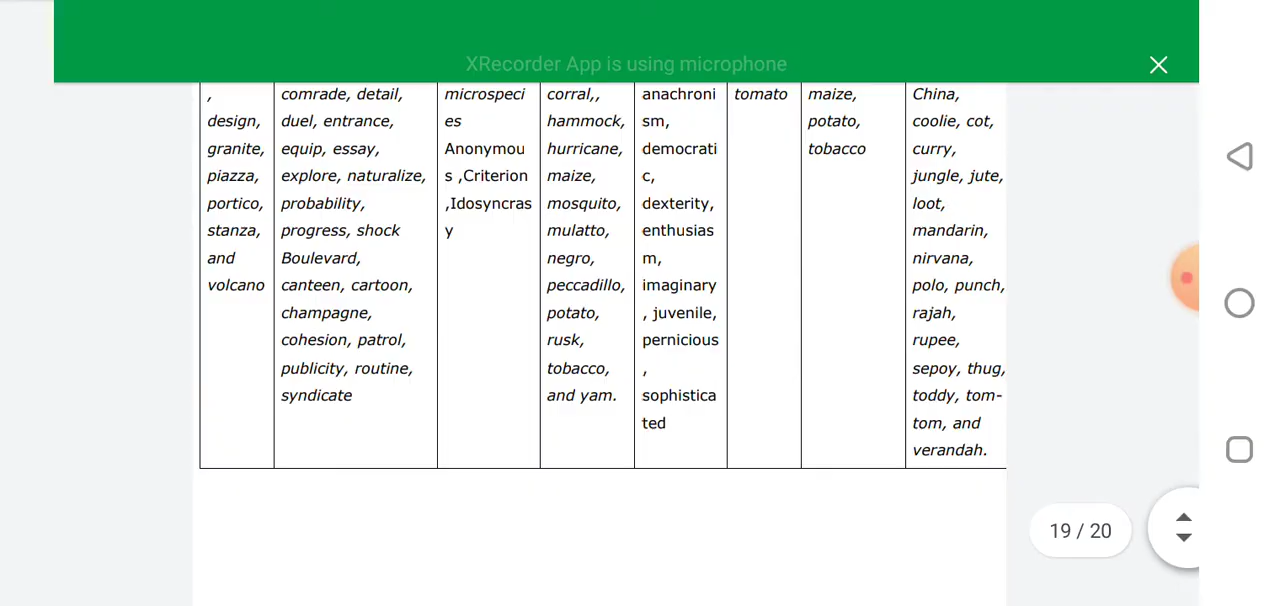 XRecorder App is using microphone
,
design,
granite,
piazza,
portico,
stanza,
and
volcano
comrade, detail,
duel, entrance,
equip, essay,
explore, naturalize,
probability,
progress, shock
Boulevard,
canteen, cartoon,
champagne,
cohesion, patrol,
publicity, routine,
syndicate
microspeci
es
Anonymou
s ,Criterion
,Idosyncras
y
corral,,
hammock,
hurricane,
maize,
mosquito,
mulatto,
negro,
peccadillo,
potato,
rusk,
tobacco,
and yam.
anachroni
sm,
democrati
c,
dexterity,
enthusias
m,
imaginary
, juvenile,
pernicious
,
sophistica
ted
tomato
maize,
potato,
tobacco
China,
coolie, cot,
curry,
jungle, jute,
loot,
mandarin,
nirvana,
polo, punch,
rajah,
rupee,
sepoy, thug,
toddy, tom-
tom, and
verandah.
19 / 20